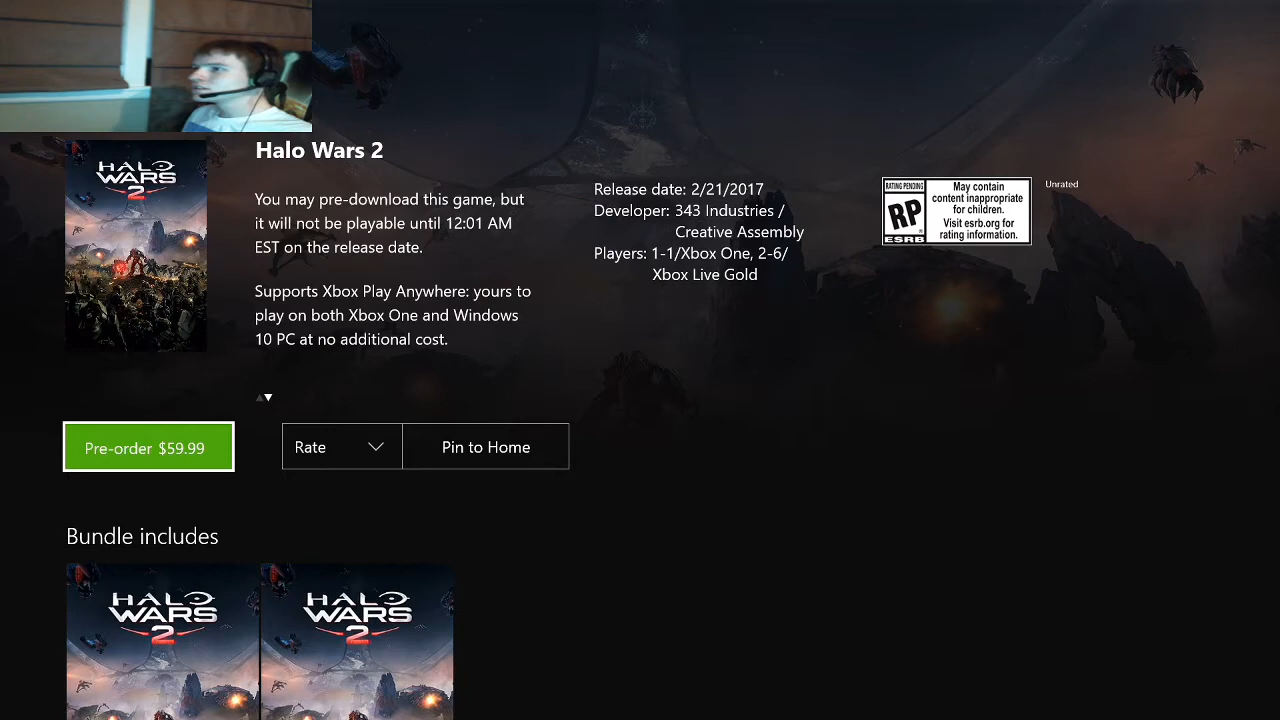 HALO
WARS
2
Halo Wars 2
You may pre-download this game, but
it will not be playable until 12:01 AM
EST on the release date.
Supports Xbox Play Anywhere: yours to
play on both Xbox One and Windows
10 PC at no additional cost.
Release date: 2/21/2017
Developer: 343 Industries /
Creative Assembly
Players: 1-1/Xbox One, 2-6/
Xbox Live Gold
RATING PENDING
RP
ESRB
May contain
content inappropriate
for children.
Visit esrb.org for
rating information.
Unrated
Pre-order $59.99
Rate
Pin to Home
Bundle includes
HALO
WARS
2
HALO
WARS
2